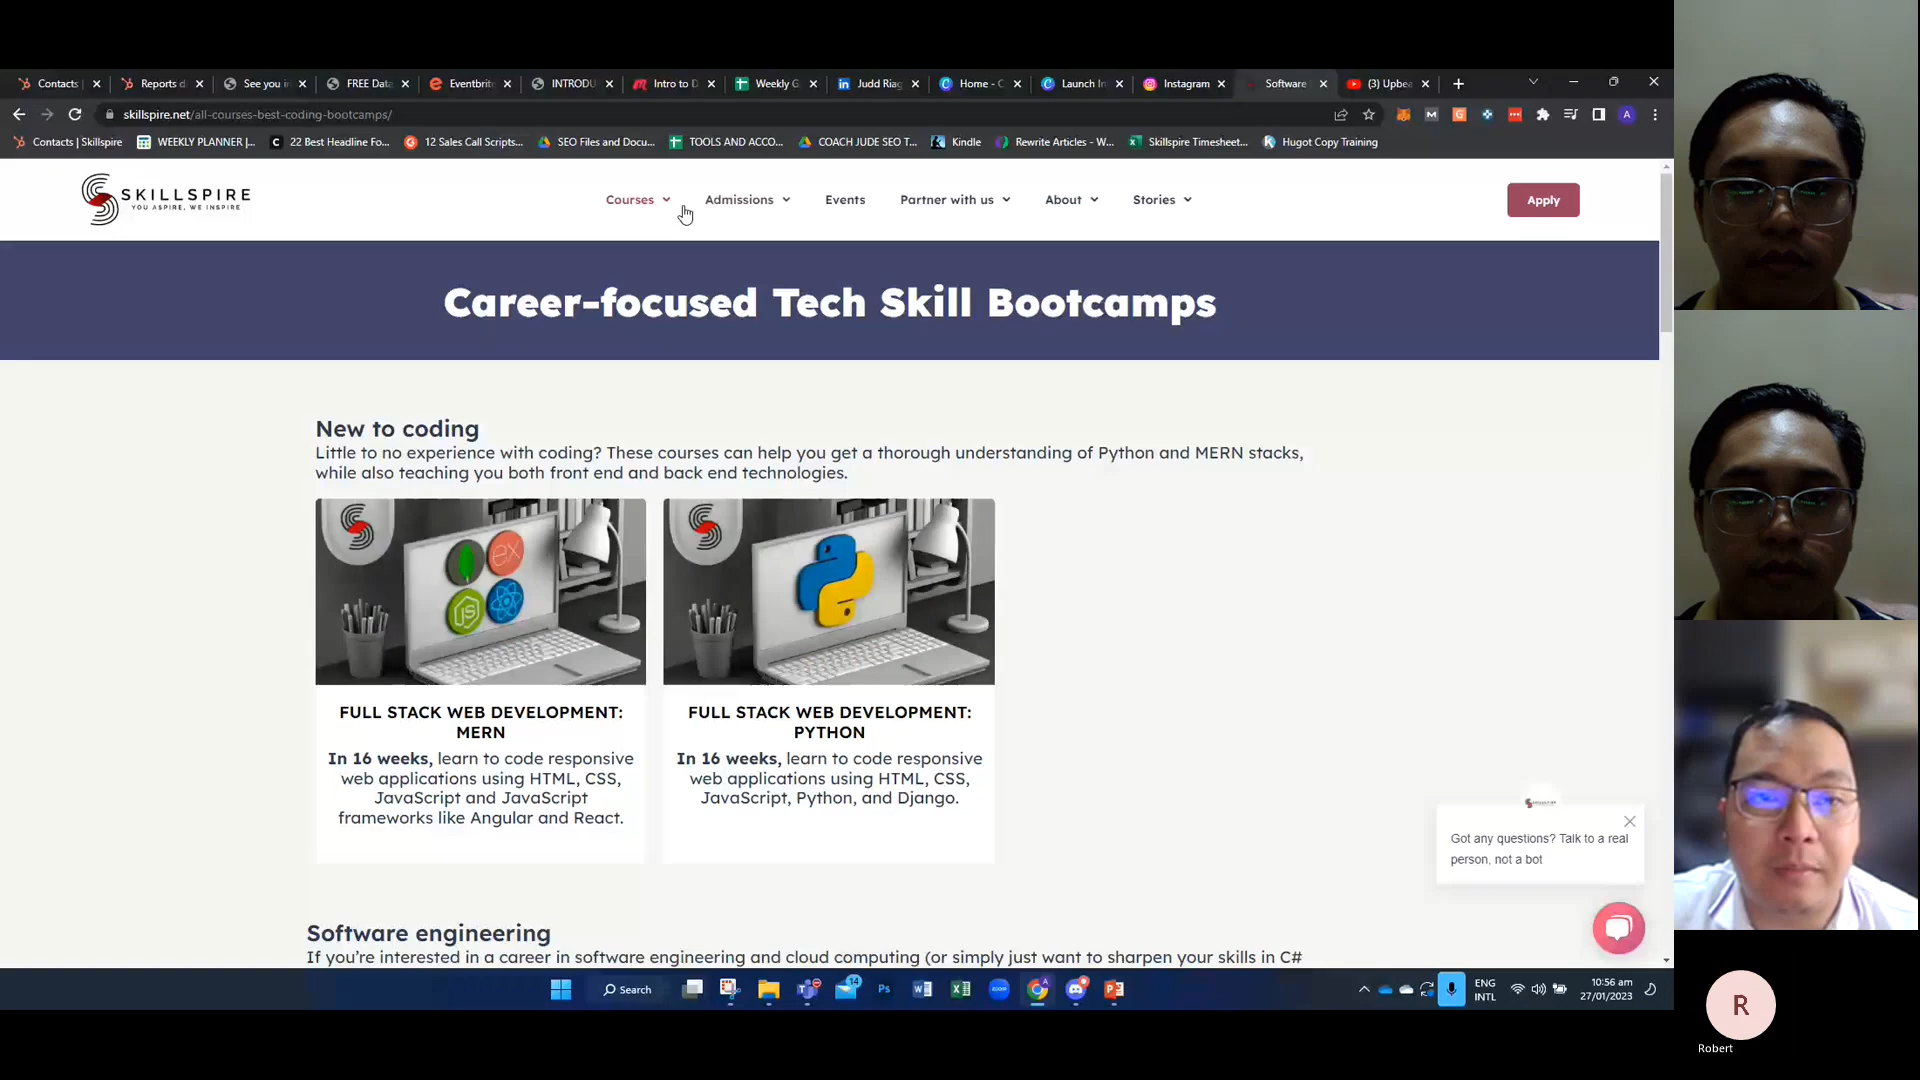 Contacts |
Reports d
See you i
FREE Data
Eventbrit
INTRODU
Intro to D
Weekly G
Judd Riag
Home - C
Launch In
Instagram
Software
(3) Upbea
skillspire.net/all-courses-best-coding-bootcamps/
Contacts | Skillspire
WEEKLY PLANNER |...
22 Best Headline Fo...
12 Sales Call Scripts...
SEO Files and Docu...
TOOLS AND ACCO...
COACH JUDE SEO T...
Kindle
Rewrite Articles - W...
Skillspire Timesheet...
Hugot Copy Training
SKILLSPIRE
YOU ASPIRE, WE INSPIRE
Courses
Admissions
Events
Partner with us
About
Stories
Apply
Career-focused Tech Skill Bootcamps
New to coding
Little to no experience with coding? These courses can help you get a thorough understanding of Python and MERN stacks,
while also teaching you both front end and back end technologies.
FULL STACK WEB DEVELOPMENT:
MERN
In 16 weeks, learn to code responsive
web applications using HTML, CSS,
JavaScript and JavaScript
frameworks like Angular and React.
FULL STACK WEB DEVELOPMENT:
PYTHON
In 16 weeks, learn to code responsive
web applications using HTML, CSS,
JavaScript, Python, and Django.
Got any questions? Talk to a real
person, not a bot
Software engineering
If you're interested in a career in software engineering and cloud computing (or simply just want to sharpen your skills in C#
Search
14
ENG
INTL
10:56 am
27/01/2023
R
Robert